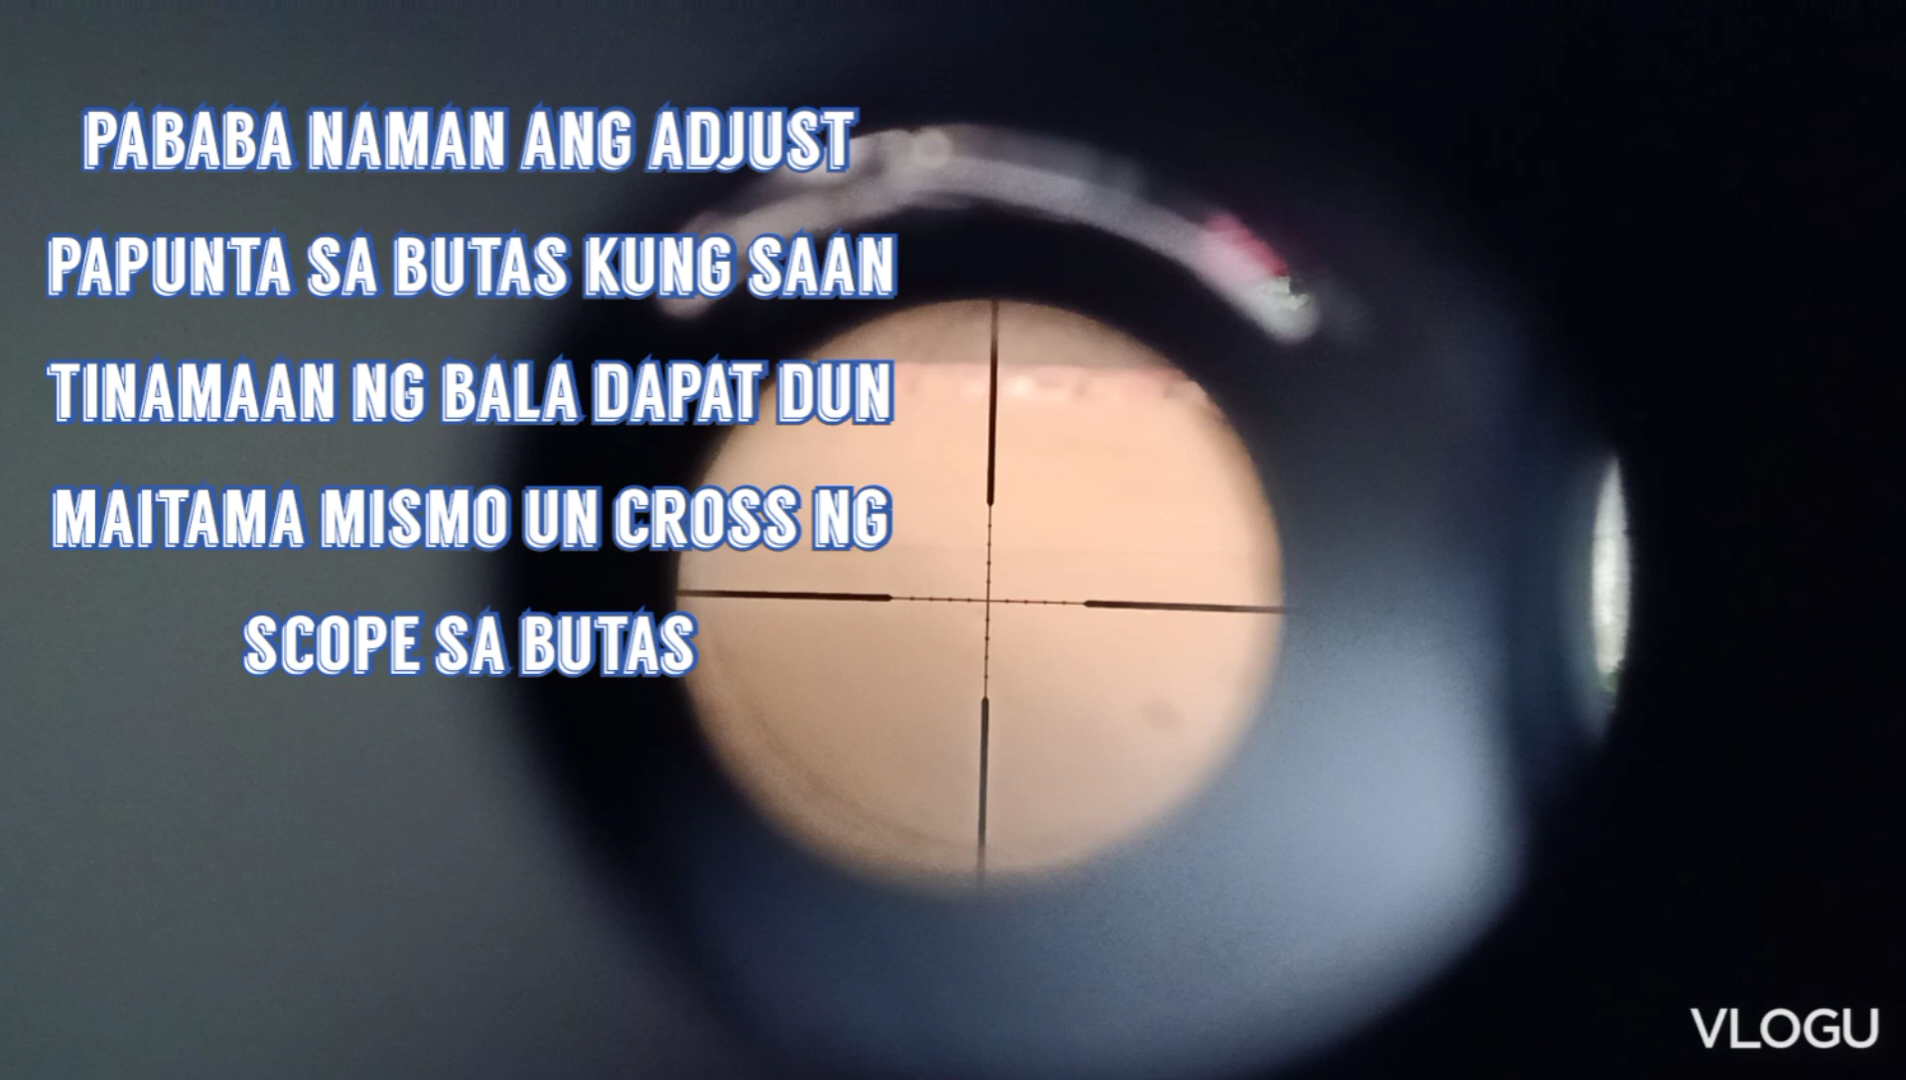 PABABA NAMAN ANG ADJUST
PAPUNTA SA BUTAS KUNG SAAN
TINAMAAN NG BALA DAPAT DUN
MAITAMA MISMO UN CROSS NG
SCOPE SA BUTAS
VLOGU